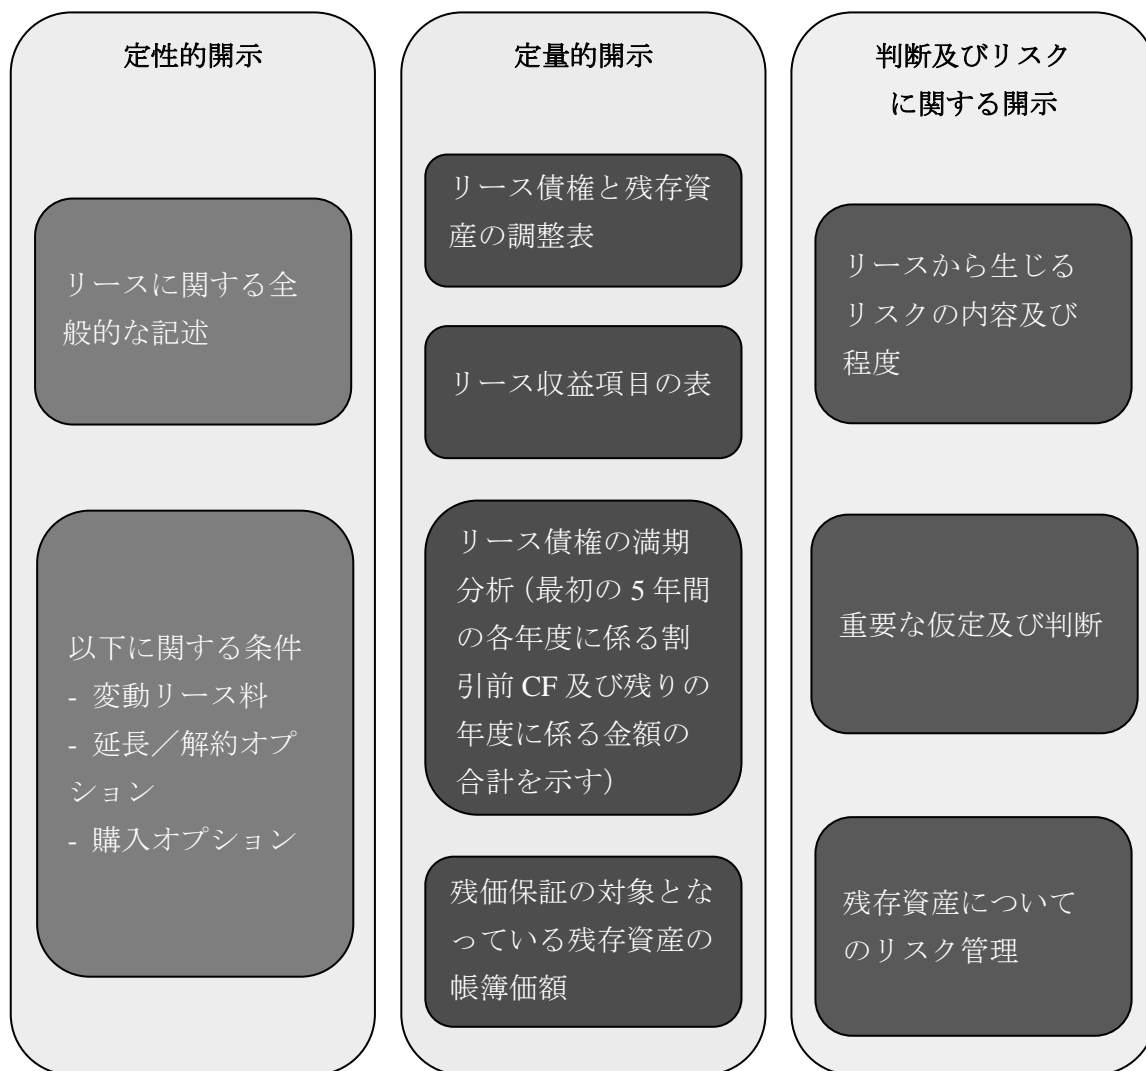 定性的開示
リースに関する全
般的な記述
以下に関する条件
- 変動リース料
- 延長／解約オプ
ション
- 購入オプション
定量的開示
リース債権と残存資
産の調整表
リース収益項目の表
リース債権の満期
分析（最初の 5 年間
の各年度に係る割
引前 CF 及び残りの
年度に係る金額の
合計を示す）
残価保証の対象とな
っている残存資産の
帳簿価額
判断及びリスク
に関する開示
リースから生じる
リスクの内容及び
程度
重要な仮定及び判断
残存資産について
のリスク管理